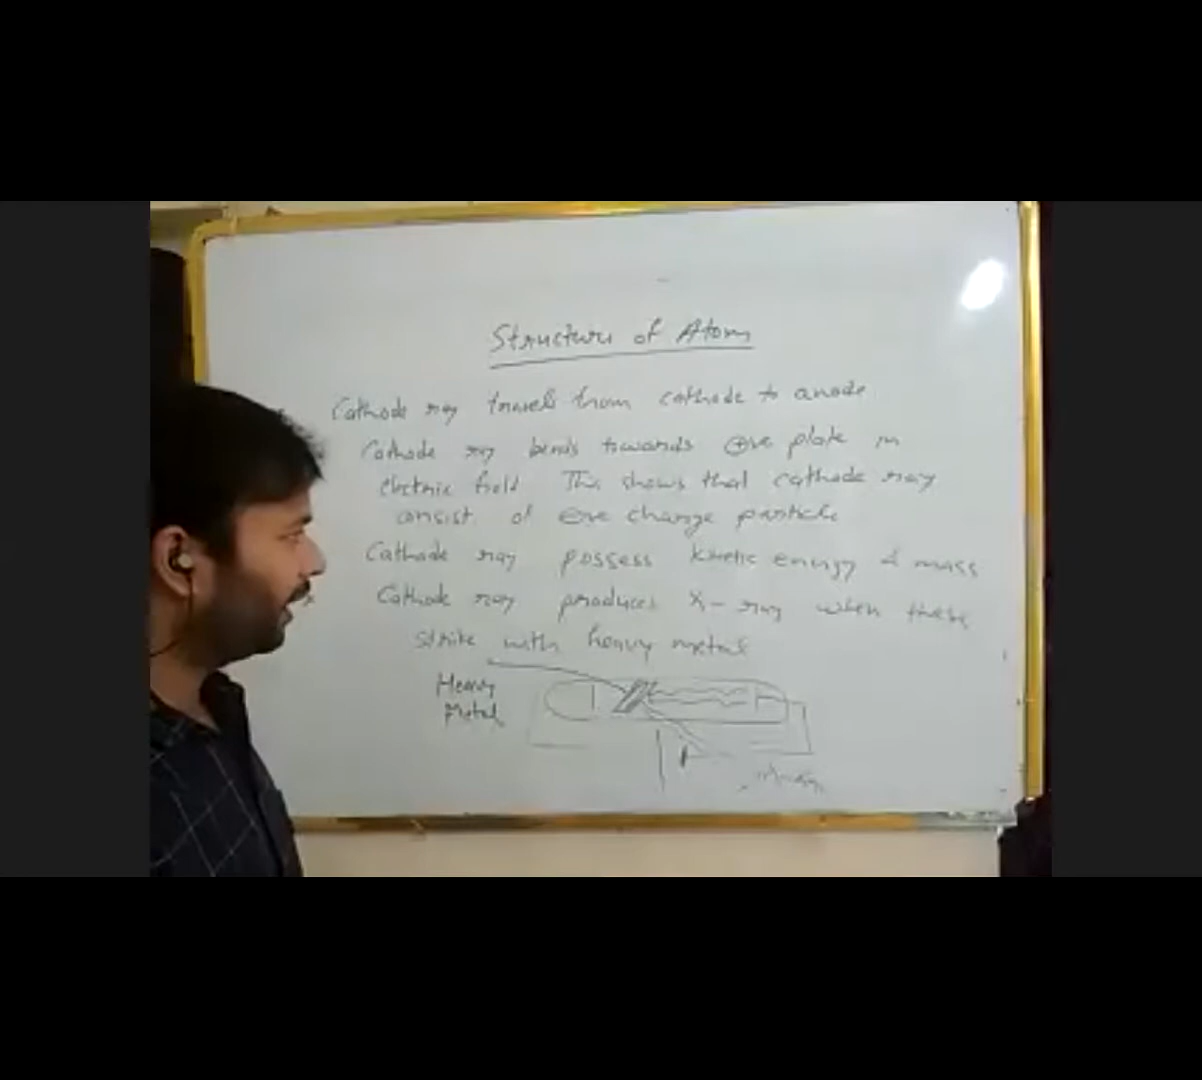 Structure of Atom
Cathode ray travels from cathode to anode
Cathode ray bends towards ⊕ve plate in
electric field This shows that cathode ray
consist of ⊖ve charge particle
Cathode ray possess kinetic energy & mass
Cathode ray produces X-ray when these
strike with heavy metal
Heavy
Metal